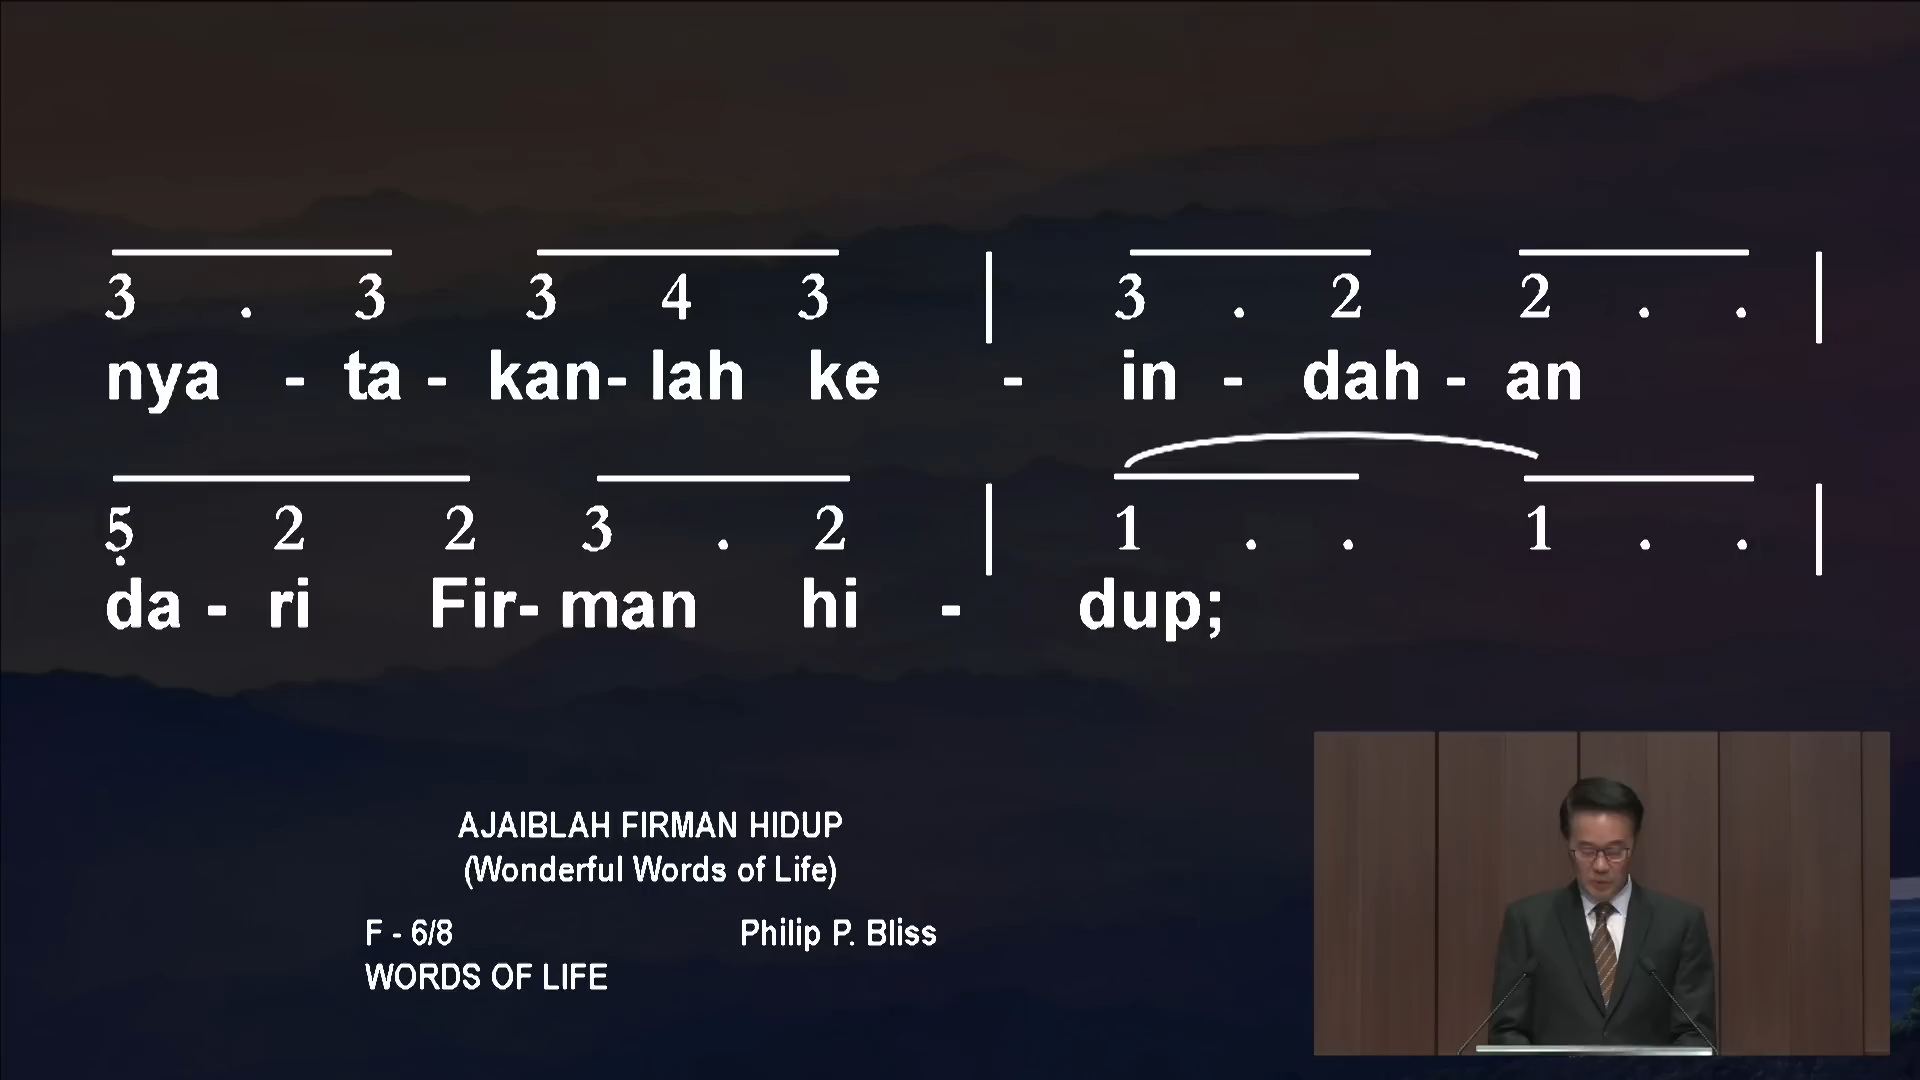 3 . 3 3 4 3 | 3 . 2 2 . . |
nya - ta - kan- lah ke - in - dah - an
5̣ 2 2 3 . 2 | 1 . . 1 . . |
da - ri Fir- man hi - dup;
AJAIBLAH FIRMAN HIDUP
(Wonderful Words of Life)
F - 6/8 Philip P. Bliss
WORDS OF LIFE